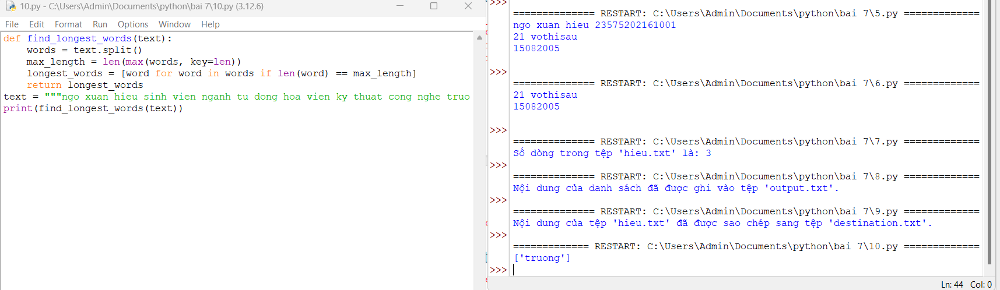 10.py - C:\Users\Admin\Documents\python\bai 7\10.py (3.12.6)
File Edit Format Run Options Window Help
def find_longest_words(text):
    words = text.split()
    max_length = len(max(words, key=len))
    longest_words = [word for word in words if len(word) == max_length]
    return longest_words
text = """ngo xuan hieu sinh vien nganh tu dong hoa vien ky thuat cong nghe truo
print(find_longest_words(text))
>>>
============== RESTART: C:\Users\Admin\Documents\python\bai 7\5.py =============
ngo xuan hieu 23575202161001
21 vothisau
15082005
>>>
============== RESTART: C:\Users\Admin\Documents\python\bai 7\6.py =============
21 vothisau
15082005
>>>
============== RESTART: C:\Users\Admin\Documents\python\bai 7\7.py =============
Số dòng trong tệp 'hieu.txt' là: 3
>>>
============== RESTART: C:\Users\Admin\Documents\python\bai 7\8.py =============
Nội dung của danh sách đã được ghi vào tệp 'output.txt'.
>>>
============== RESTART: C:\Users\Admin\Documents\python\bai 7\9.py =============
Nội dung của tệp 'hieu.txt' đã được sao chép sang tệp 'destination.txt'.
>>>
============= RESTART: C:\Users\Admin\Documents\python\bai 7\10.py =============
['truong']
>>>
Ln: 44 Col: 0